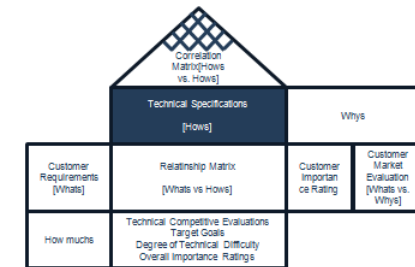 Correlation
Matrix[Hows
vs. Hows]
Technical Specifications
[Hows]
Whys
Customer
Requirements
[Whats]
Relatinship Matrix
[Whats vs Hows]
Customer
Importan
ce Rating
Customer
Market
Evaluation
[Whats vs.
Whys]
How muchs
Technical Competitive Evaluations
Target Goals
Degree of Technical Difficulty
Overall Importance Ratings